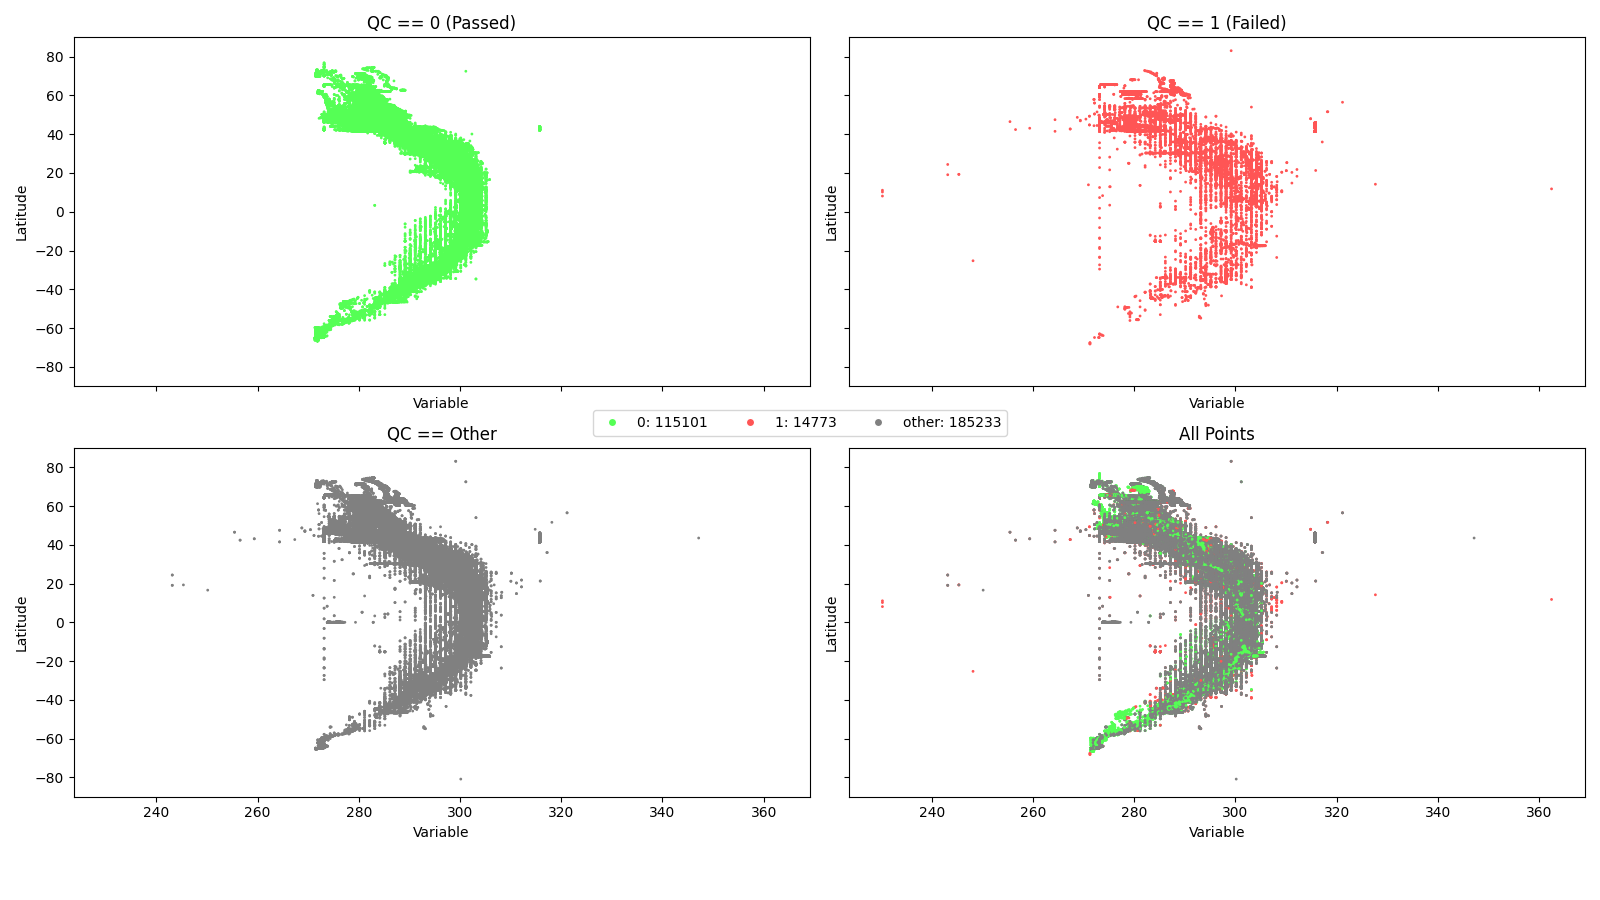 QC == 0 (Passed)
QC == 1 (Failed)
80
60
40
20
0
−20
−40
−60
−80
Latitude
Variable
Latitude
Variable
0: 115101
1: 14773
other: 185233
QC == Other
All Points
80
60
40
20
0
−20
−40
−60
−80
Latitude
240
260
280
300
320
340
360
Variable
Latitude
240
260
280
300
320
340
360
Variable